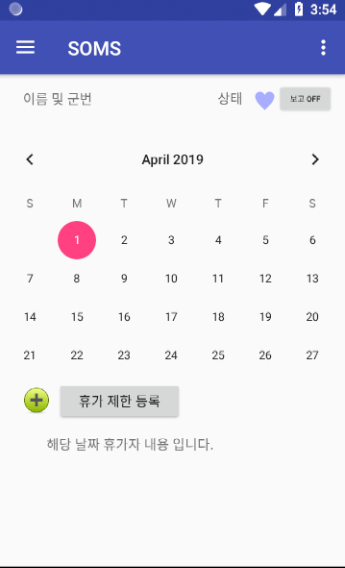 3:54
SOMS
이름 및 군번 상태 보고 OFF
April 2019
S M T W T F S
1 2 3 4 5 6
7 8 9 10 11 12 13
14 15 16 17 18 19 20
21 22 23 24 25 26 27
휴가 제한 등록
해당 날짜 휴가지 내용 입니다.